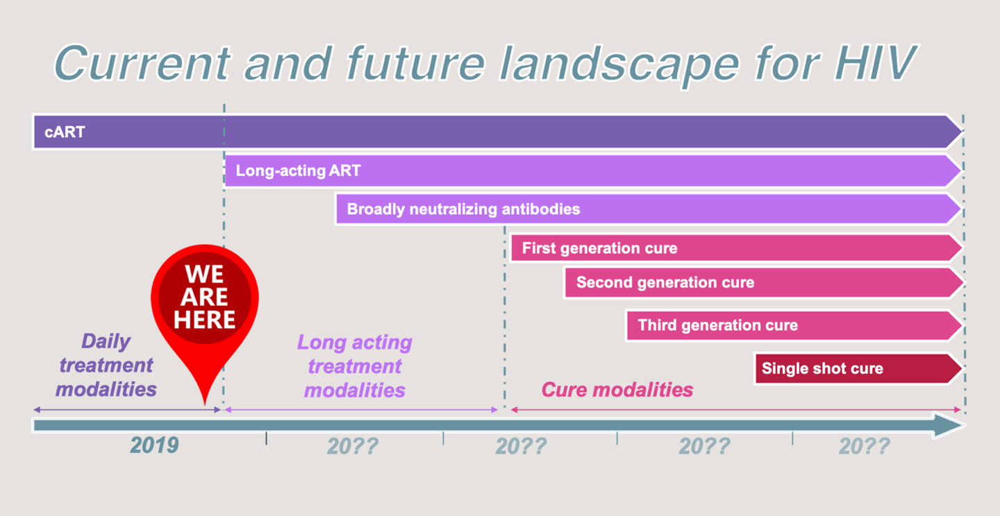 Current and future landscape for HIV
cART
Long-acting ART
Broadly neutralizing antibodies
First generation cure
Second generation cure
Third generation cure
Single shot cure
WE
ARE
HERE
Daily
treatment
modalities
Long acting
treatment
modalities
Cure modalities
2019
20??
20??
20??
20??